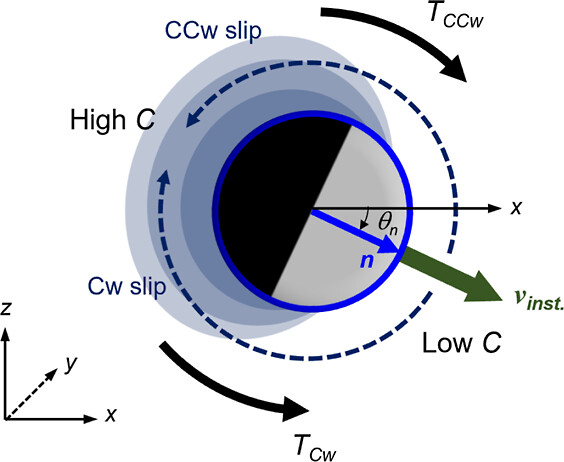 T_CCw
CCw slip
High C
x
θ_n
n
v_inst.
Cw slip
Low C
z
y
x
T_Cw